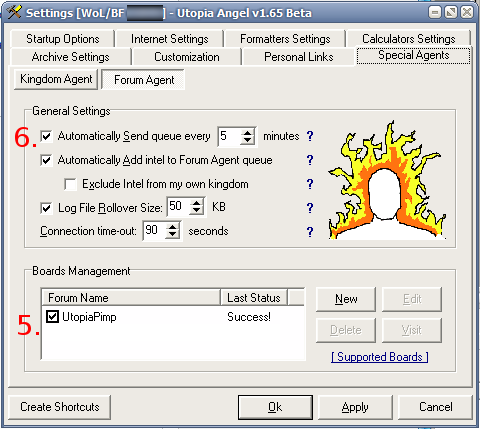 Settings [WoL/BF ] - Utopia Angel v1.65 Beta
Startup Options Internet Settings Formatters Settings Calculators Settings
Archive Settings Customization Personal Links Special Agents
Kingdom Agent Forum Agent
General Settings
6. Automatically Send queue every 5 minutes ?
Automatically Add intel to Forum Agent queue ?
Exclude Intel from my own kingdom ?
Log File Rollover Size: 50 KB ?
Connection time-out: 90 seconds ?
Boards Management
Forum Name Last Status
5. UtopiaPimp Success!
New Edit
Delete Visit
[ Supported Boards ]
Create Shortcuts Ok Apply Cancel